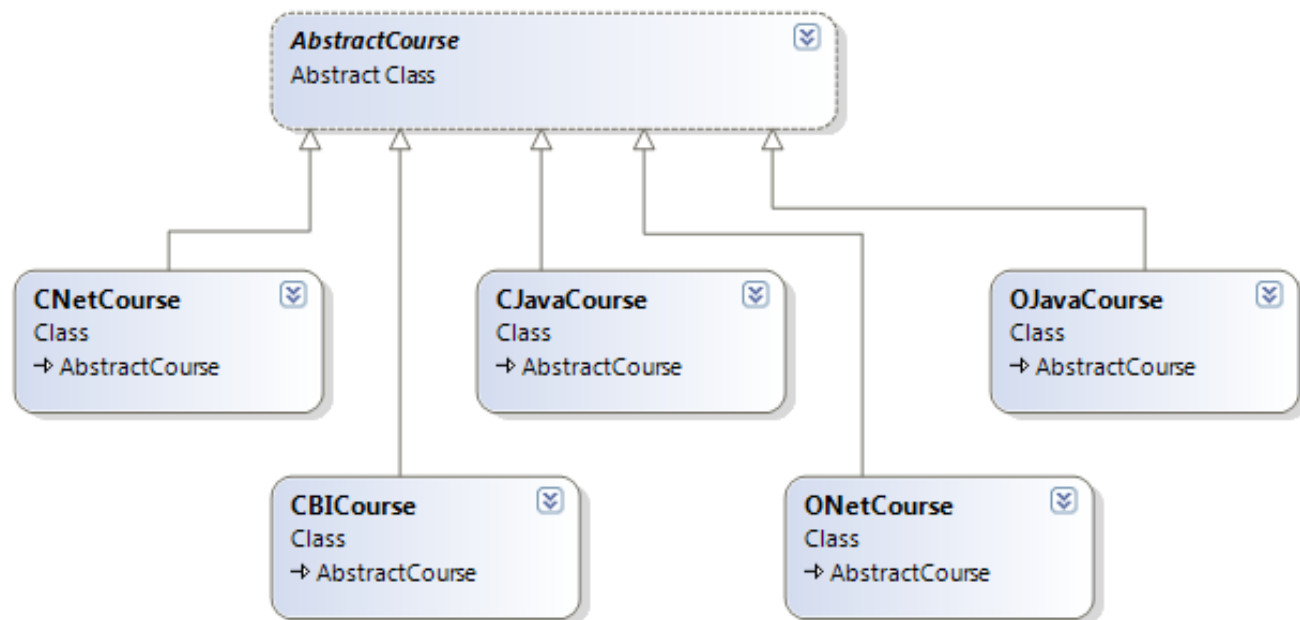 AbstractCourse
Abstract Class
CNetCourse
Class
AbstractCourse
CJavaCourse
Class
AbstractCourse
OJavaCourse
Class
AbstractCourse
CBICourse
Class
AbstractCourse
ONetCourse
Class
AbstractCourse